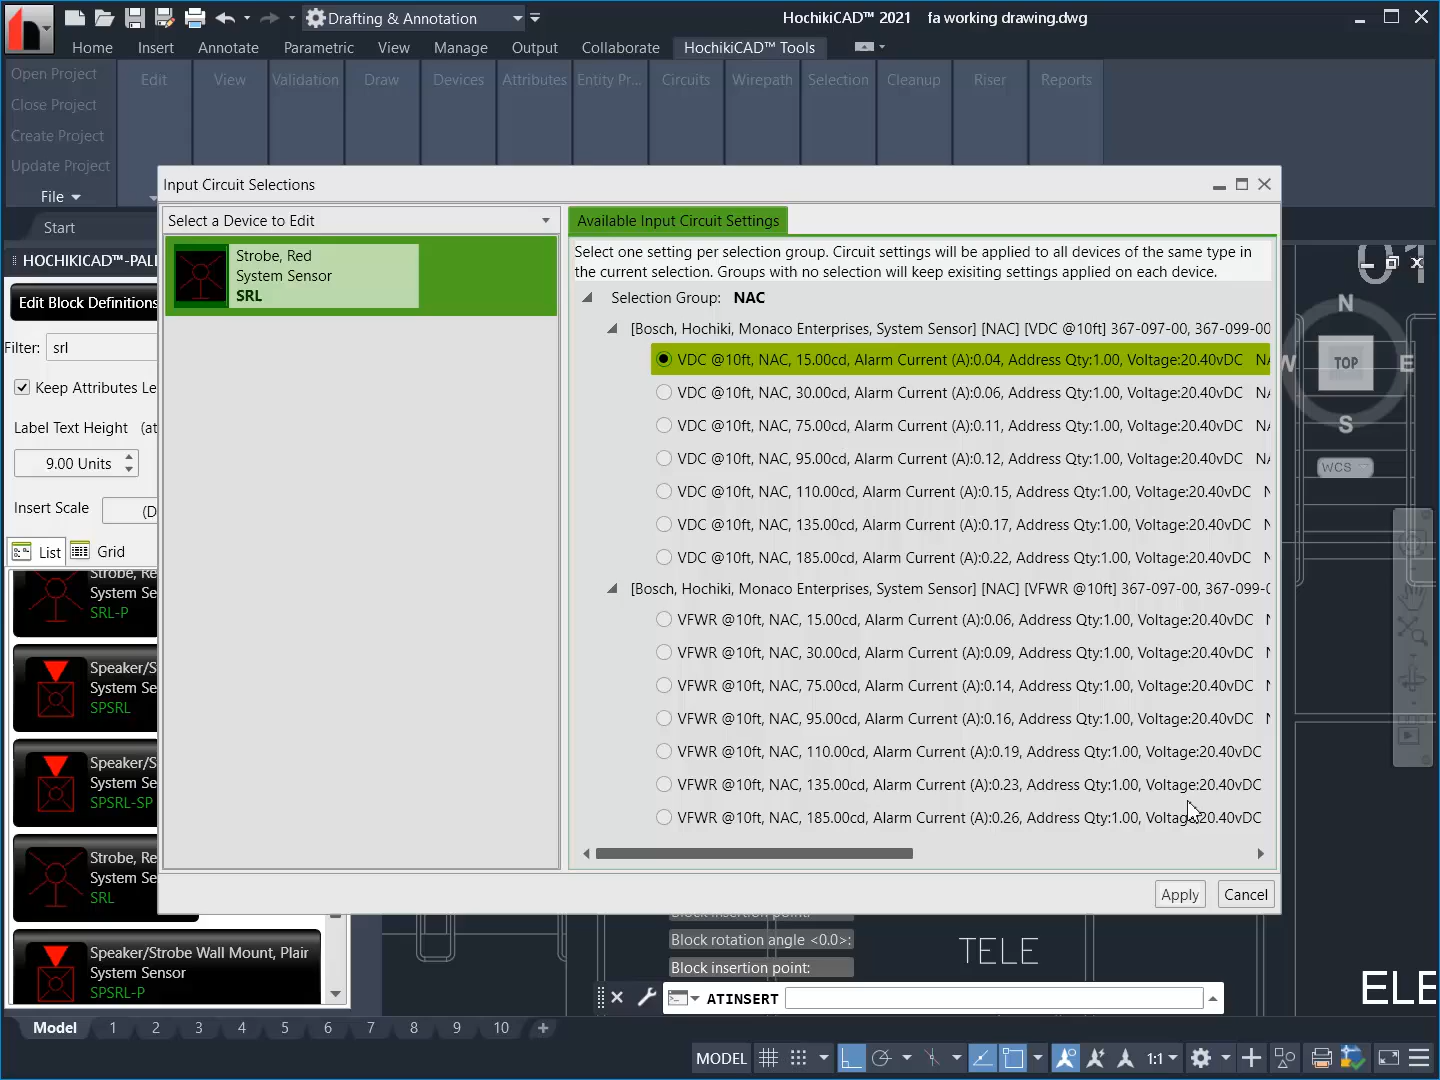 Drafting & Annotation
HochikiCAD™ 2021 fa working drawing.dwg
Home Insert Annotate Parametric View Manage Output Collaborate HochikiCAD™ Tools
Open Project
Close Project
Create Project
Update Project
File
Edit View Validation Draw Devices Attributes Entity Pr... Circuits Wirepath Selection Cleanup Riser Reports
Start
HOCHIKICAD™-PAL
Edit Block Definitions
Filter: srl
Keep Attributes Le
Label Text Height (at
9.00 Units
Insert Scale (D
List Grid
Strobe, Re
System Se
SRL-P
Speaker/S
System Se
SPSRL
Speaker/S
System Se
SPSRL-SP
Strobe, Re
System Se
SRL
Speaker/Strobe Wall Mount, Plair
System Sensor
SPSRL-P
Input Circuit Selections
Select a Device to Edit
Strobe, Red
System Sensor
SRL
Available Input Circuit Settings
Select one setting per selection group. Circuit settings will be applied to all devices of the same type in
the current selection. Groups with no selection will keep exisiting settings applied on each device.
Selection Group: NAC
[Bosch, Hochiki, Monaco Enterprises, System Sensor] [NAC] [VDC @10ft] 367-097-00, 367-099-00
VDC @10ft, NAC, 15.00cd, Alarm Current (A):0.04, Address Qty:1.00, Voltage:20.40vDC NA
VDC @10ft, NAC, 30.00cd, Alarm Current (A):0.06, Address Qty:1.00, Voltage:20.40vDC NA
VDC @10ft, NAC, 75.00cd, Alarm Current (A):0.11, Address Qty:1.00, Voltage:20.40vDC NA
VDC @10ft, NAC, 95.00cd, Alarm Current (A):0.12, Address Qty:1.00, Voltage:20.40vDC NA
VDC @10ft, NAC, 110.00cd, Alarm Current (A):0.15, Address Qty:1.00, Voltage:20.40vDC N
VDC @10ft, NAC, 135.00cd, Alarm Current (A):0.17, Address Qty:1.00, Voltage:20.40vDC N
VDC @10ft, NAC, 185.00cd, Alarm Current (A):0.22, Address Qty:1.00, Voltage:20.40vDC N
[Bosch, Hochiki, Monaco Enterprises, System Sensor] [NAC] [VFWR @10ft] 367-097-00, 367-099-0
VFWR @10ft, NAC, 15.00cd, Alarm Current (A):0.06, Address Qty:1.00, Voltage:20.40vDC N
VFWR @10ft, NAC, 30.00cd, Alarm Current (A):0.09, Address Qty:1.00, Voltage:20.40vDC N
VFWR @10ft, NAC, 75.00cd, Alarm Current (A):0.14, Address Qty:1.00, Voltage:20.40vDC N
VFWR @10ft, NAC, 95.00cd, Alarm Current (A):0.16, Address Qty:1.00, Voltage:20.40vDC N
VFWR @10ft, NAC, 110.00cd, Alarm Current (A):0.19, Address Qty:1.00, Voltage:20.40vDC
VFWR @10ft, NAC, 135.00cd, Alarm Current (A):0.23, Address Qty:1.00, Voltage:20.40vDC
VFWR @10ft, NAC, 185.00cd, Alarm Current (A):0.26, Address Qty:1.00, Voltage:20.40vDC
Apply Cancel
01
N
W TOP E
S
WCS
Block insertion point:
Block rotation angle <0.0>:
Block insertion point:
TELE
ELE
ATINSERT
Model 1 2 3 4 5 6 7 8 9 10 +
MODEL 1:1